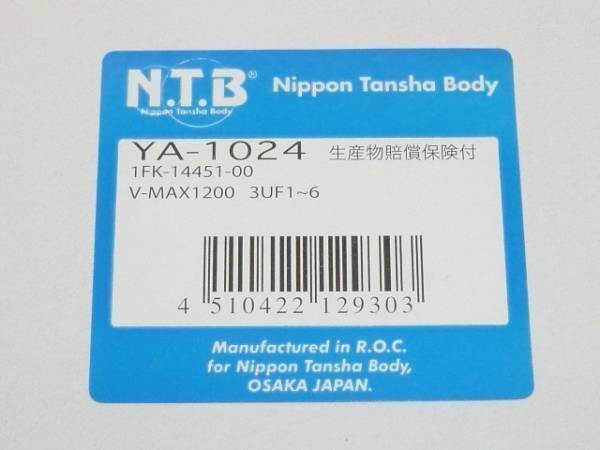 N.T.B® Nippon Tansha Body
Nippon Tansha Body
YA-1024 生産物賠償保険付
1FK-14451-00
V-MAX1200 3UF1~6
4 510422 129303
Manufactured in R.O.C.
for Nippon Tansha Body,
OSAKA JAPAN.